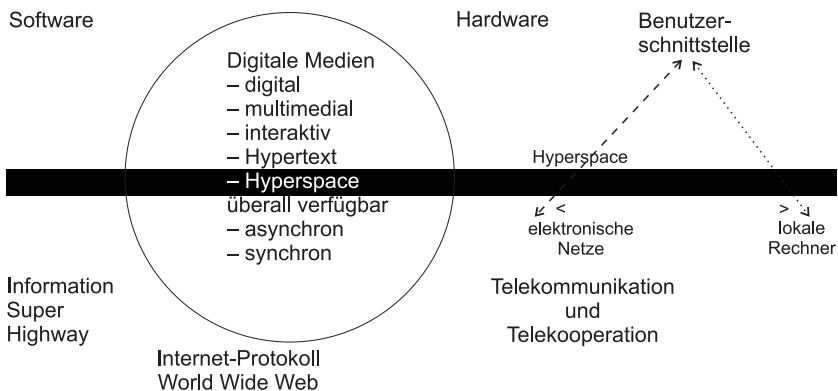 Software
Hardware
Benutzer-
schnittstelle
Digitale Medien
– digital
– multimedial
– interaktiv
– Hypertext
– Hyperspace
überall verfügbar
– asynchron
– synchron
Hyperspace
< >
elektronische
Netze
lokale
Rechner
Information
Super
Highway
Telekommunikation
und
Telekooperation
Internet-Protokoll
World Wide Web